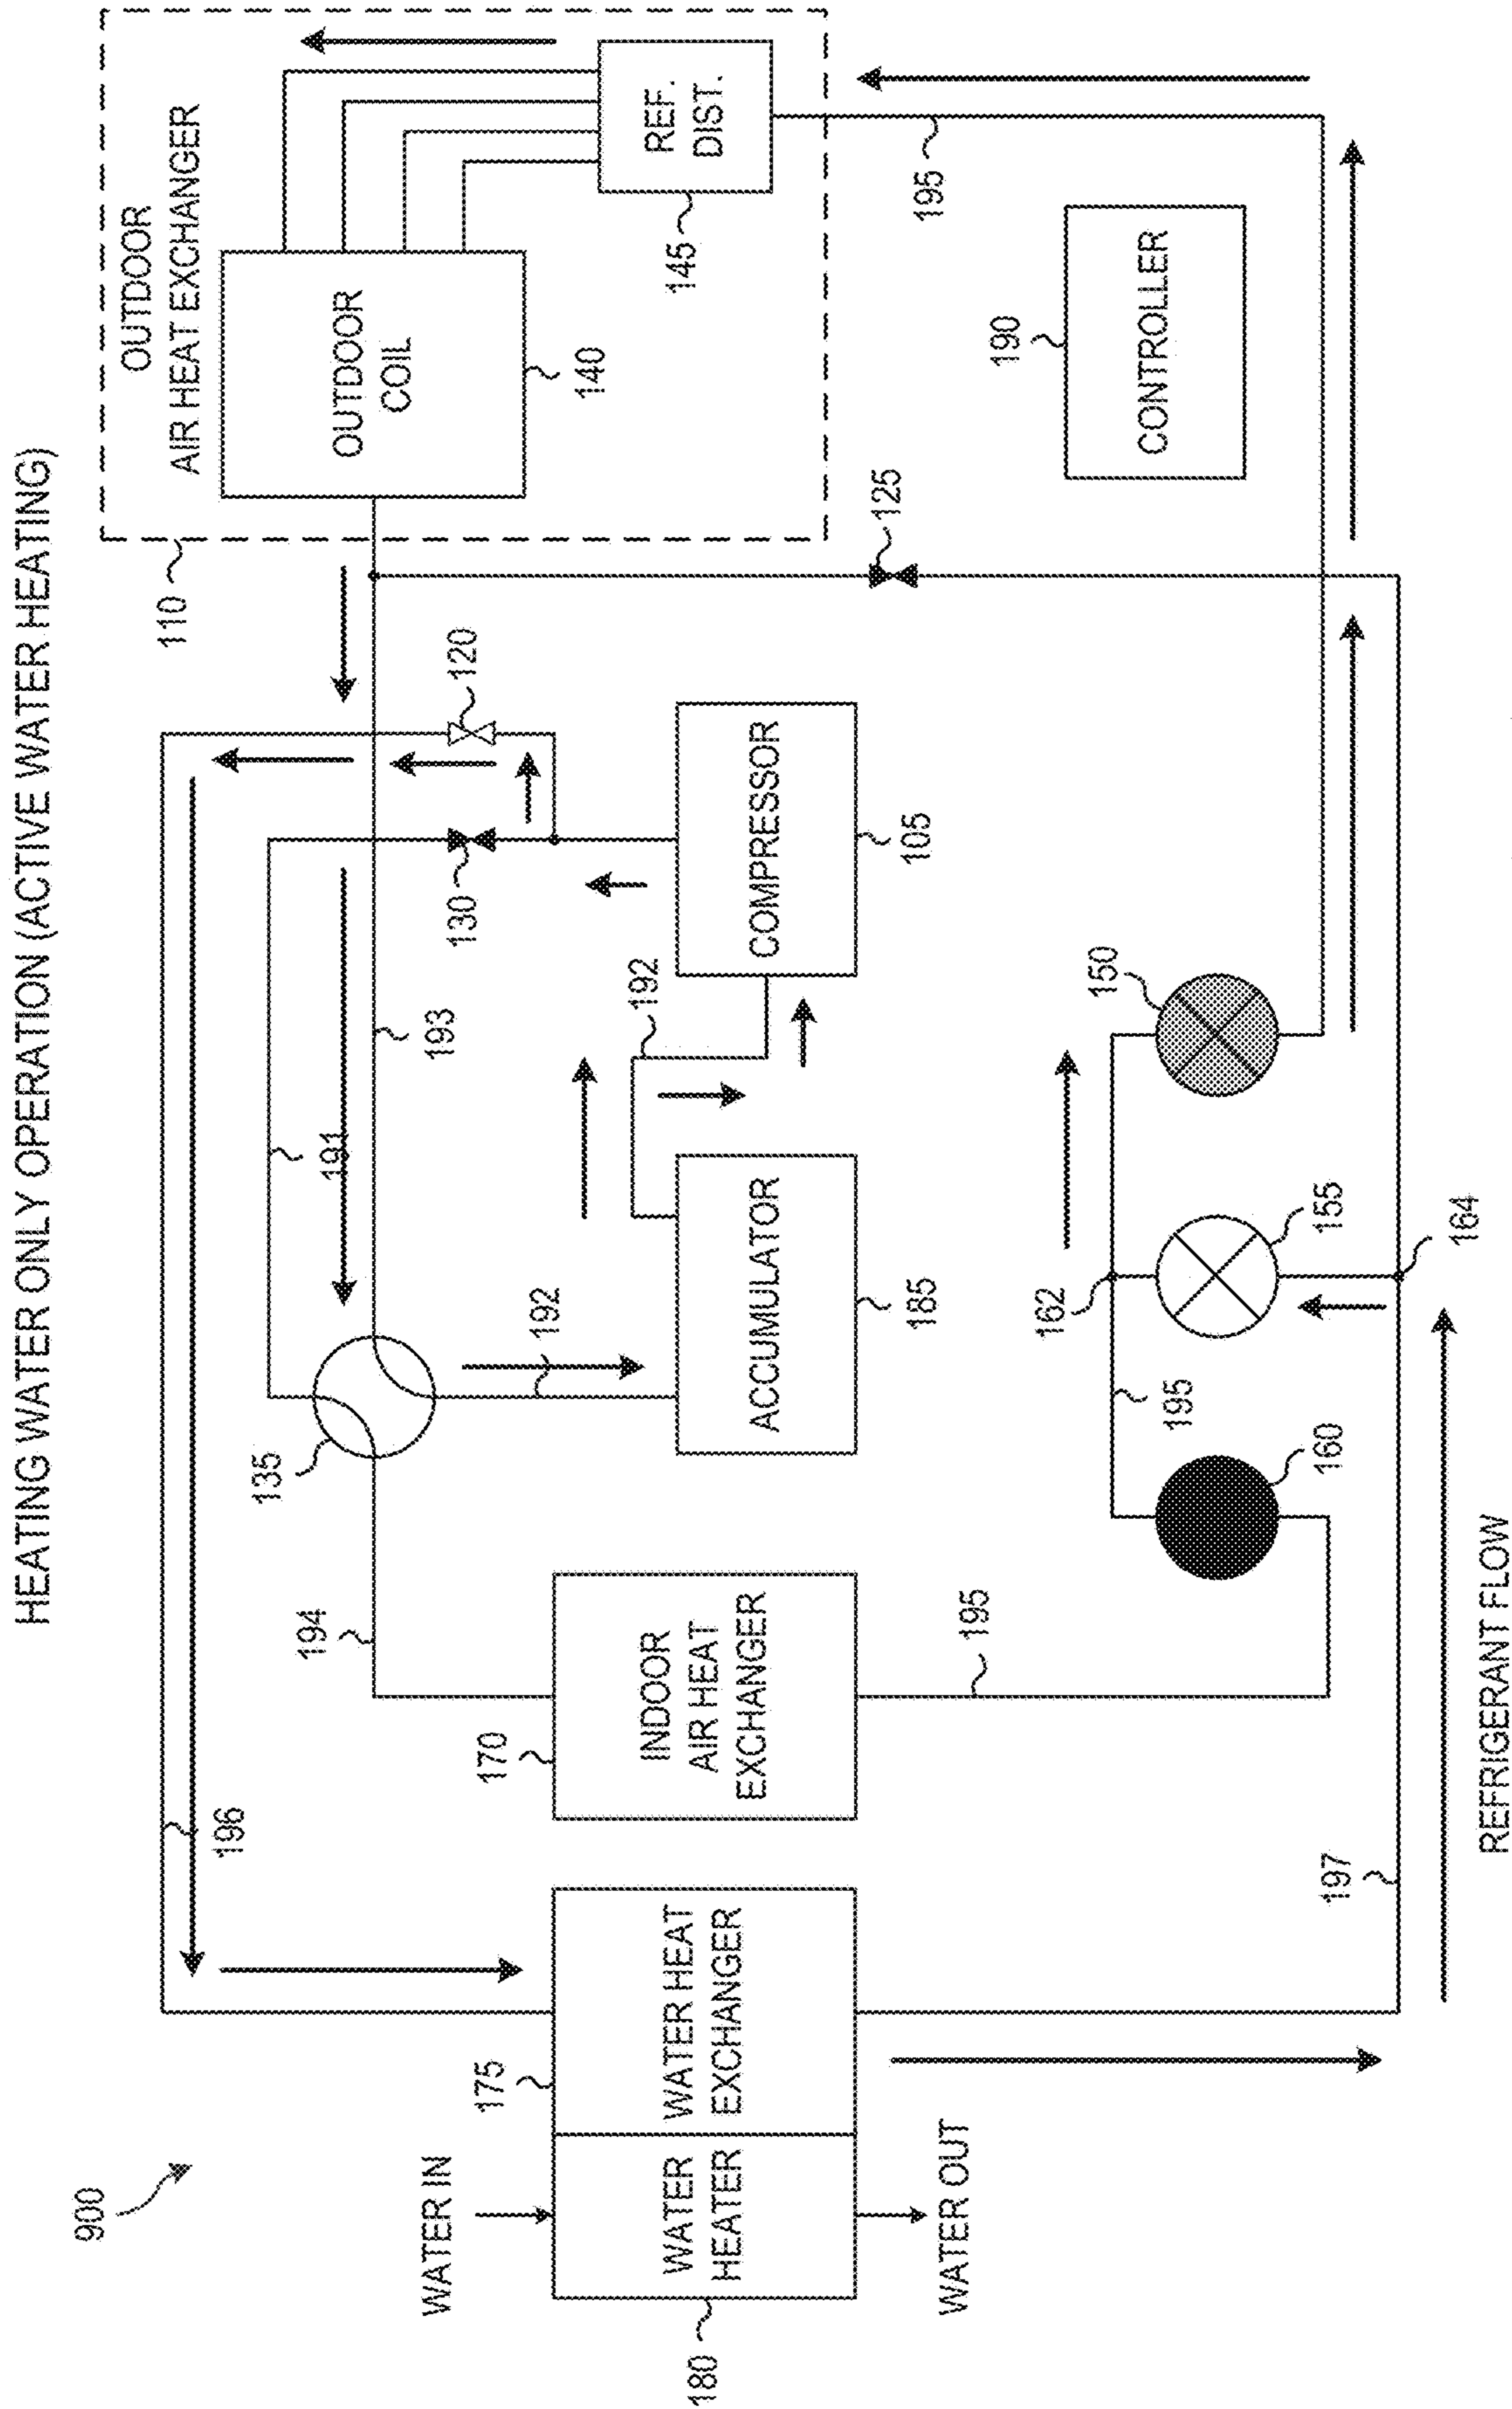 HEATING WATER ONLY OPERATION (ACTIVE WATER HEATING)
900
WATER IN
180
WATER
HEATER
WATER OUT
175
WATER HEAT
EXCHANGER
196
197
170
INDOOR
AIR HEAT
EXCHANGER
194
195
135
191
193
192
ACCUMULATOR
185
192
130
120
COMPRESSOR
105
160
195
162
155
164
150
125
110
OUTDOOR
AIR HEAT EXCHANGER
OUTDOOR
COIL
140
REF.
DIST.
145
195
190
CONTROLLER
REFRIGERANT FLOW